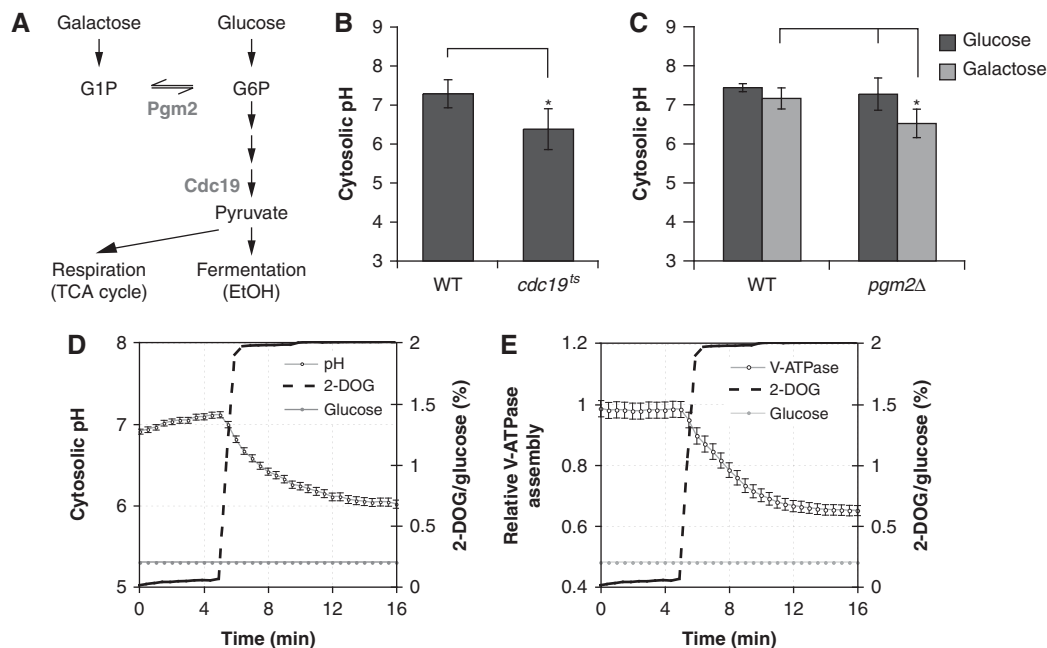 A
Galactose
Glucose
G1P
G6P
Pgm2
Cdc19
Pyruvate
Respiration
(TCA cycle)
Fermentation
(EtOH)
B
Cytosolic pH
9
8
7
6
5
4
3
*
WT
cdc19ts
C
Glucose
Galactose
Cytosolic pH
9
8
7
6
5
4
3
*
WT
pgm2Δ
D
Cytosolic pH
8
7
6
5
pH
2-DOG
Glucose
2
1.5
1
0.5
0
2-DOG/glucose (%)
0
4
8
12
16
Time (min)
E
Relative V-ATPase
assembly
1.2
1
0.8
0.6
0.4
V-ATPase
2-DOG
Glucose
2
1.5
1
0.5
0
2-DOG/glucose (%)
0
4
8
12
16
Time (min)